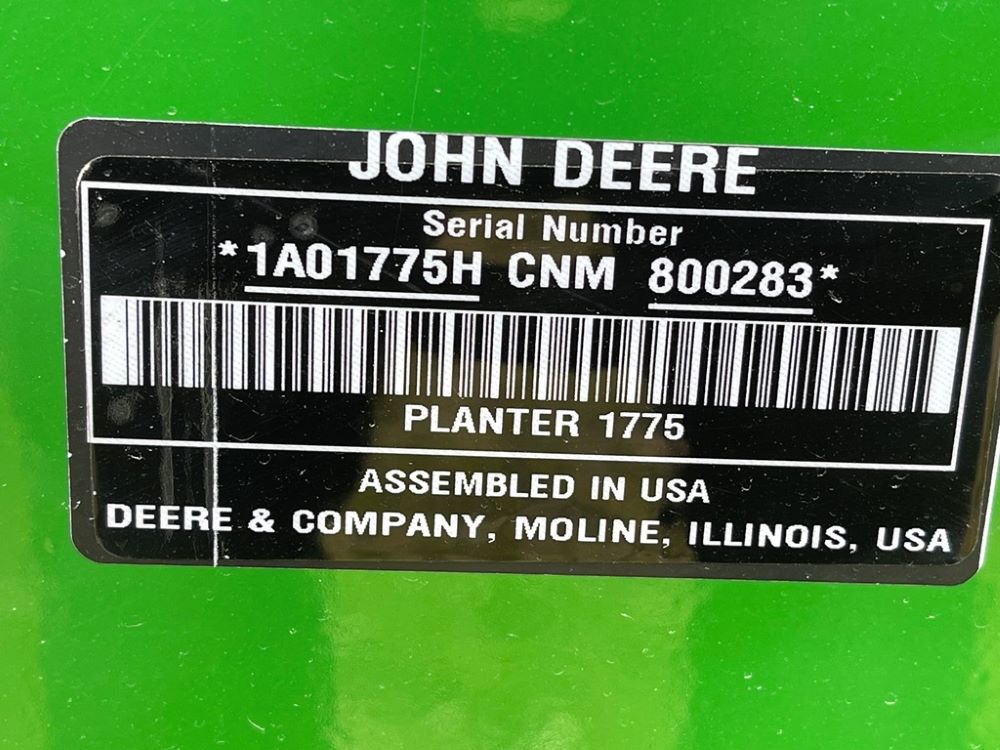 JOHN DEERE
Serial Number
*1A01775H CNM 800283*
PLANTER 1775
ASSEMBLED IN USA
DEERE & COMPANY, MOLINE, ILLINOIS, USA